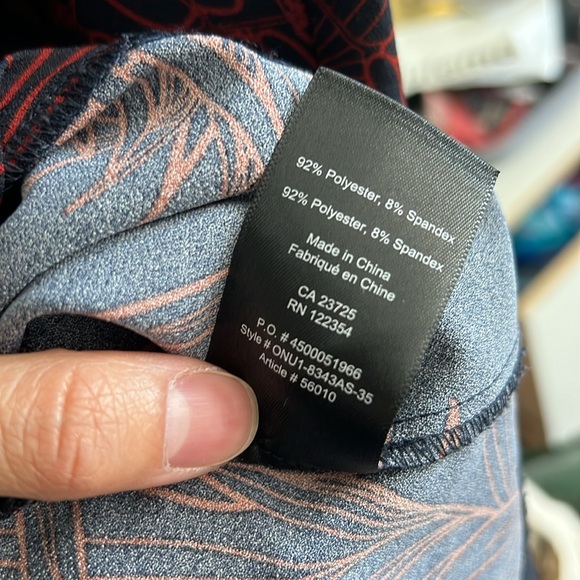 92% Polyester, 8% Spandex
92% Polyester, 8% Spandex
Made in China
Fabriqué en Chine
CA 23725
RN 122354
P.O. # 4500051966
Style # ONU1-8343AS-35
Article # 56010